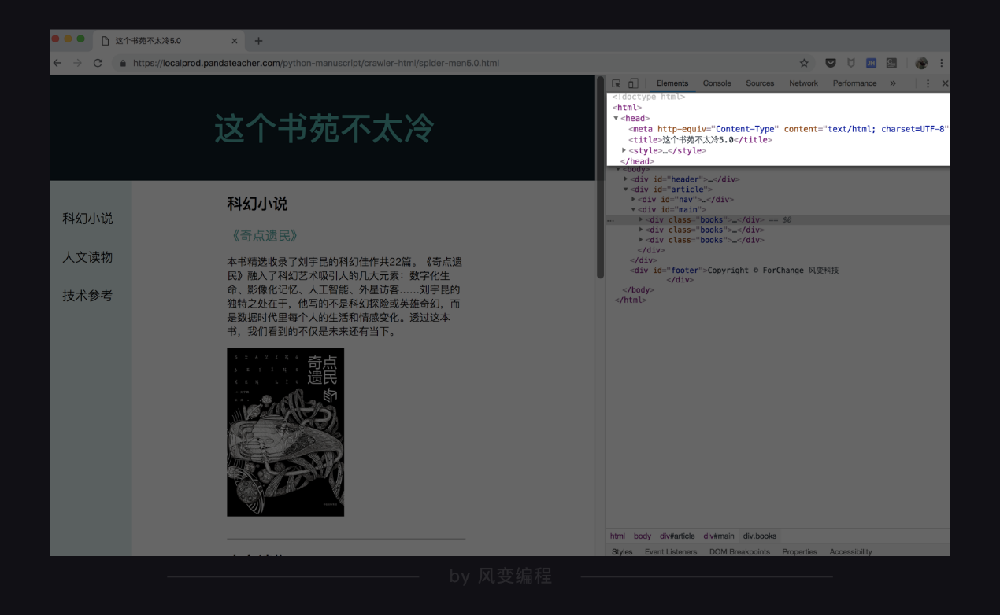 这个书苑不太冷5.0
https://localprod.pandateacher.com/python-manuscript/crawler-html/spider-men5.0.html
这个书苑不太冷
科幻小说
人文读物
技术参考
科幻小说
《奇点遗民》
本书精选收录了刘宇昆的科幻佳作共22篇。《奇点遗
民》融入了科幻艺术吸引人的几大元素：数字化生
命、影像化记忆、人工智能、外星访客……刘宇昆的
独特之处在于，他写的不是科幻探险或英雄奇幻，而
是数据时代里每个人的生活和情感变化。透过这本
书，我们看到的不仅是未来还有当下。
奇点
遗民
Elements Console Sources Network Performance »
<!doctype html>
<html>
▼<head>
<meta http-equiv="Content-Type" content="text/html; charset=UTF-8"
<title>这个书苑不太冷5.0</title>
▶<style>…</style>
</head>
▼<body>
▶<div id="header">…</div>
▼<div id="article">
▶<div id="nav">…</div>
▼<div id="main">
… ▶<div class="books">…</div> == $0
▶<div class="books">…</div>
▶<div class="books">…</div>
</div>
</div>
<div id="footer">Copyright © ForChange 风变科技
</div>
</body>
</html>
html body div#article div#main div.books
Styles Event Listeners DOM Breakpoints Properties Accessibility
by 风变编程